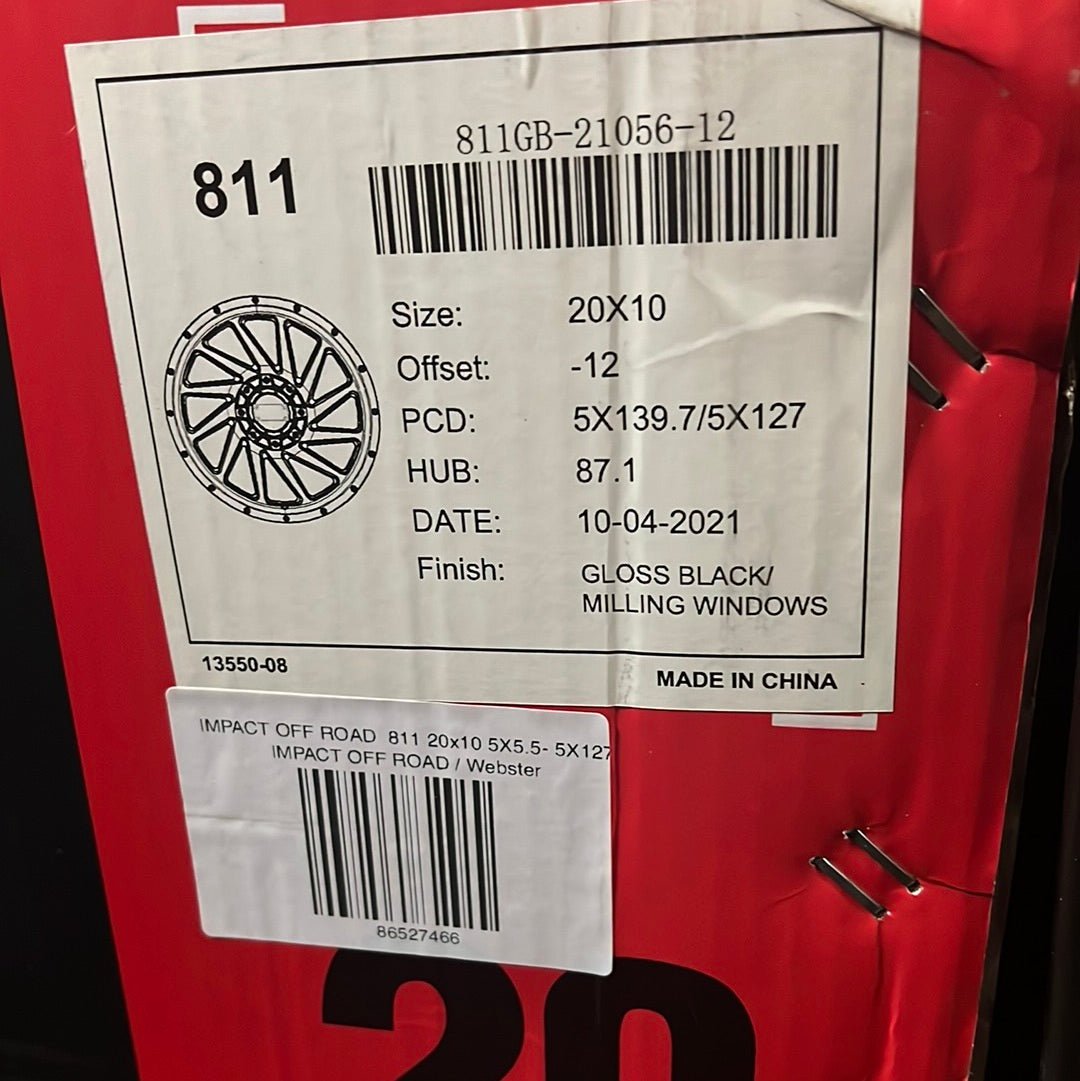 811GB-21056-12
811
Size: 20X10
Offset: -12
PCD: 5X139.7/5X127
HUB: 87.1
DATE: 10-04-2021
Finish: GLOSS BLACK/
MILLING WINDOWS
13550-08
MADE IN CHINA
IMPACT OFF ROAD 811 20x10 5X5.5- 5X127
IMPACT OFF ROAD / Webster
86527466
20